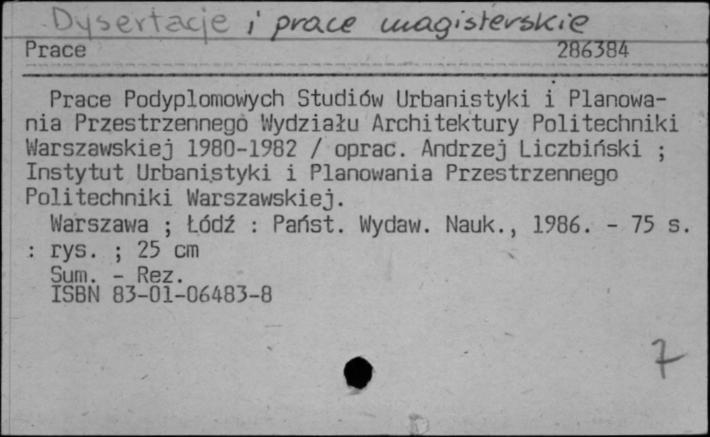 Dysertacje i prace magisterskie
Prace 286384
Prace Podyplomowych Studiów Urbanistyki i Planowa-
nia Przestrzennego Wydziału Architektury Politechniki
Warszawskiej 1980-1982 / oprac. Andrzej Liczbiński ;
Instytut Urbanistyki i Planowania Przestrzennego
Politechniki Warszawskiej.
Warszawa ; Łódź : Państ. Wydaw. Nauk., 1986. - 75 s.
: rys. ; 25 cm
Sum. - Rez.
ISBN 83-01-06483-8
7